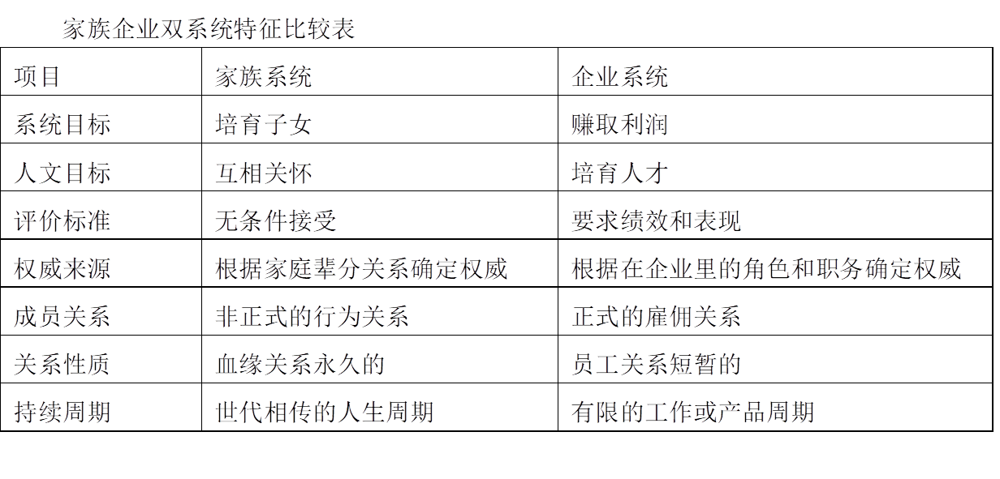 家族企业双系统特征比较表
项目 家族系统 企业系统
系统目标 培育子女 赚取利润
人文目标 互相关怀 培育人才
评价标准 无条件接受 要求绩效和表现
权威来源 根据家庭辈分关系确定权威 根据在企业里的角色和职务确定权威
成员关系 非正式的行为关系 正式的雇佣关系
关系性质 血缘关系永久的 员工关系短暂的
持续周期 世代相传的人生周期 有限的工作或产品周期